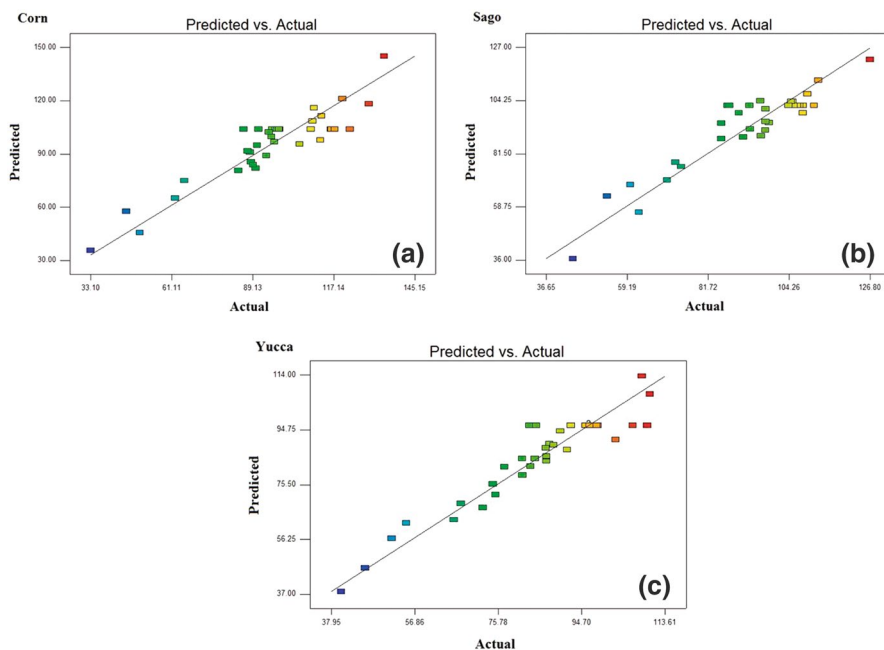 Corn
Predicted vs. Actual
150.00
120.00
90.00
60.00
30.00
Predicted
33.10 61.11 89.13 117.14 145.15
Actual
(a)
Sago
Predicted vs. Actual
127.00
104.25
81.50
58.75
36.00
Predicted
36.65 59.19 81.72 104.26 126.80
Actual
(b)
Yucca
Predicted vs. Actual
114.00
94.75
75.50
56.25
37.00
Predicted
37.95 56.86 75.78 94.70 113.61
Actual
(c)